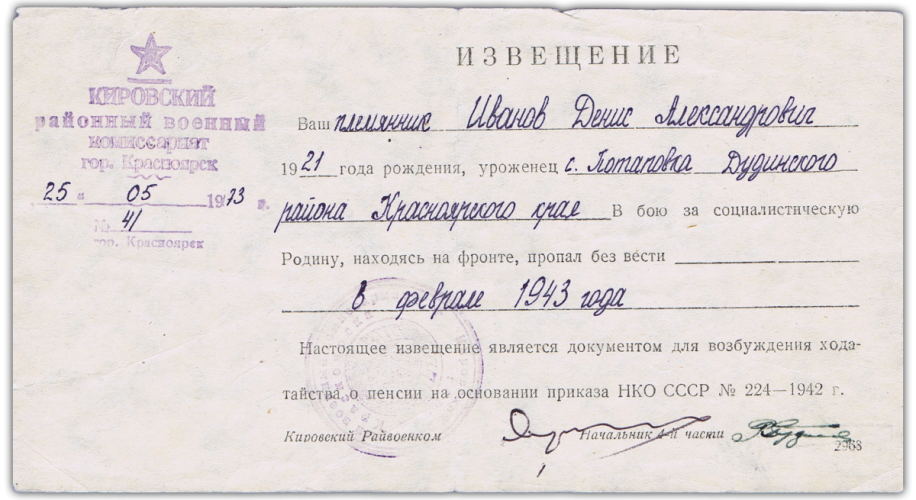 КИРОВСКИЙ
районный военный
комиссариат
гор. Красноярск
25 " 05 1973 г.
№ 41
гор. Красноярск
ИЗВЕЩЕНИЕ
Ваш племянник Иванов Денис Александрович
1921 года рождения, уроженец с. Потаповка Дудинского
района Красноярского края В бою за социалистическую
Родину, находясь на фронте, пропал без вести
в феврале 1943 года
Настоящее извещение является документом для возбуждения хода-
тайства о пенсии на основании приказа НКО СССР № 224—1942 г.
Кировский Райвоенком Начальник 4-й части
2968